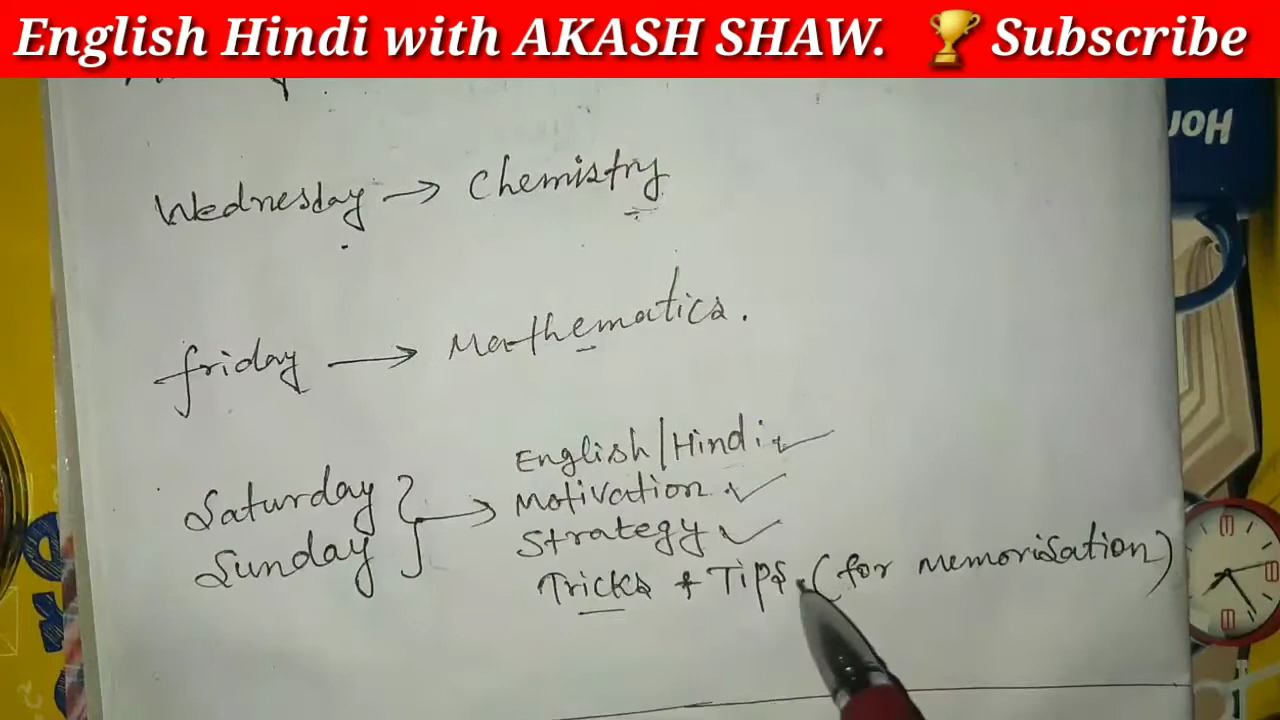 English Hindi with AKASH SHAW. 🏆 Subscribe
Hor
Wednesday → Chemistry
friday → Mathematics.
Saturday
Sunday } →
English/Hindi ✓
Motivation ✓
Strategy ✓
Tricks + Tips. (for memorisation)